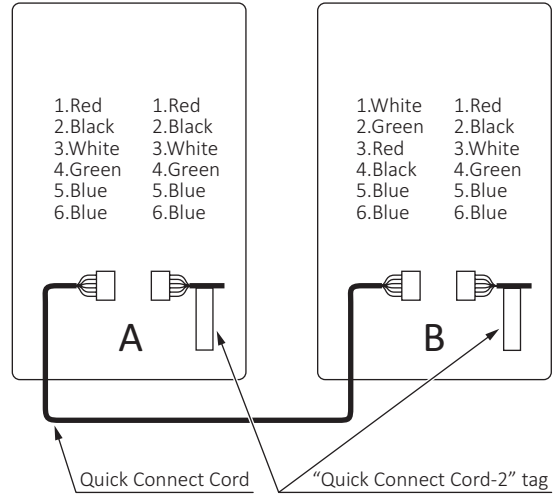 1.Red
2.Black
3.White
4.Green
5.Blue
6.Blue
1.Red
2.Black
3.White
4.Green
5.Blue
6.Blue
A
1.White
2.Green
3.Red
4.Black
5.Blue
6.Blue
1.Red
2.Black
3.White
4.Green
5.Blue
6.Blue
B
Quick Connect Cord
“Quick Connect Cord-2” tag